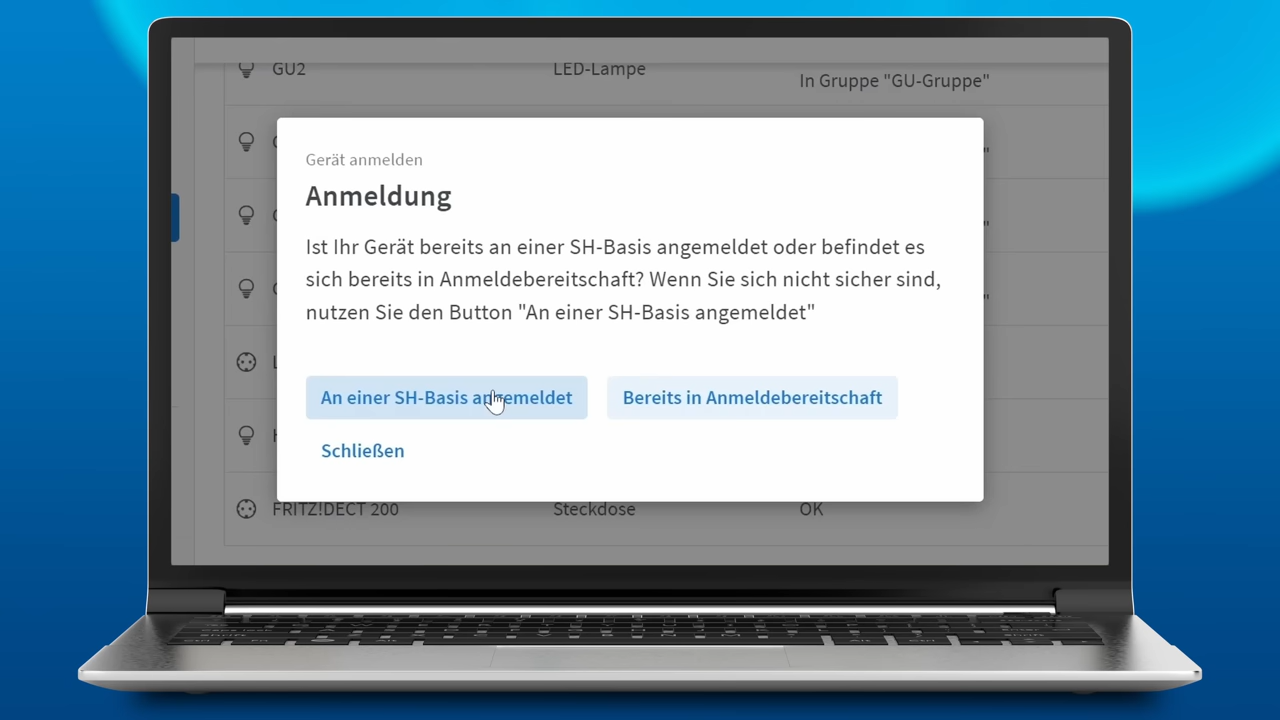 GU2 LED-Lampe
In Gruppe "GU-Gruppe"
Gerät anmelden
Anmeldung
Ist Ihr Gerät bereits an einer SH-Basis angemeldet oder befindet es
sich bereits in Anmeldebereitschaft? Wenn Sie sich nicht sicher sind,
nutzen Sie den Button "An einer SH-Basis angemeldet"
An einer SH-Basis angemeldet Bereits in Anmeldebereitschaft
Schließen
FRITZ!DECT 200 Steckdose OK